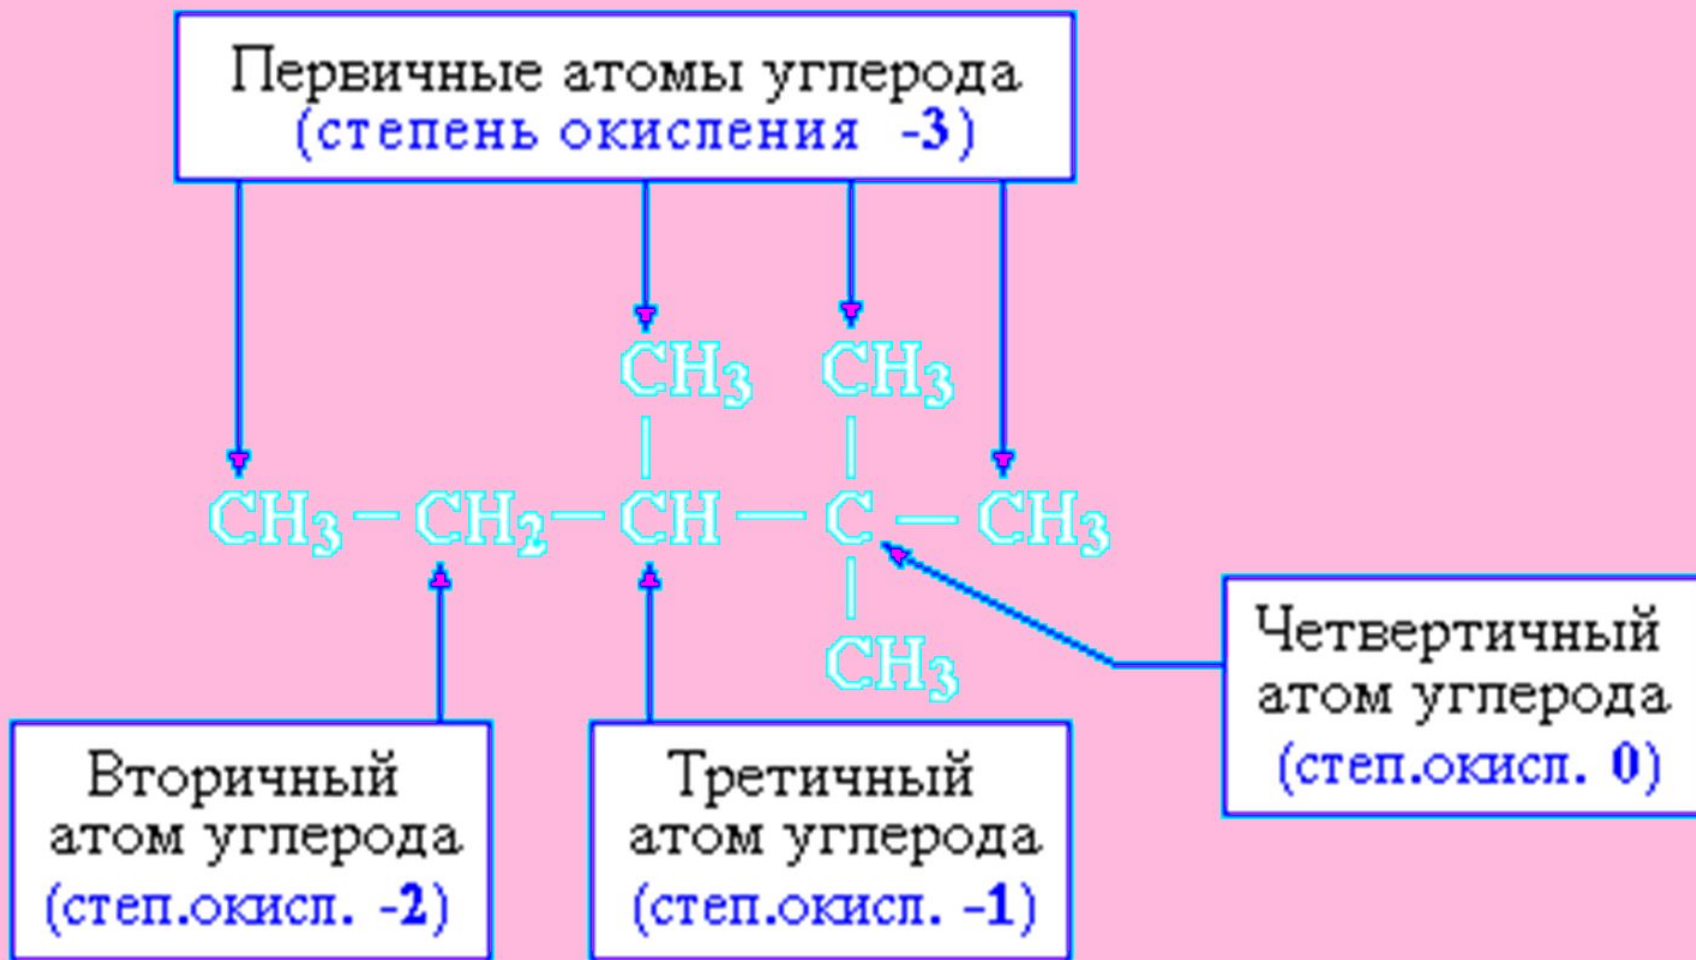 Первичные атомы углерода
(степень окисления -3)
CH3 CH3
CH3 — CH2 — CH — C — CH3
CH3
Четвертичный
атом углерода
(степ.окисл. 0)
Вторичный
атом углерода
(степ.окисл. -2)
Третичный
атом углерода
(степ.окисл. -1)